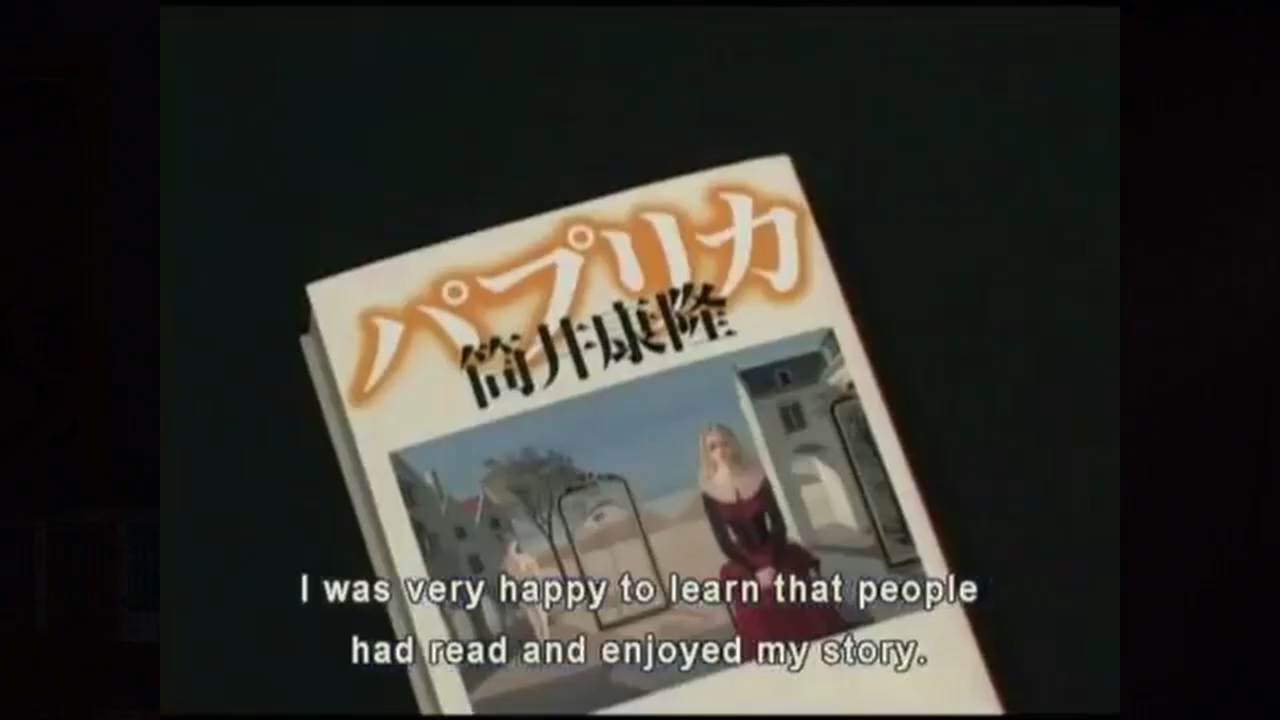 パプリカ
筒井康隆
I was very happy to learn that people
had read and enjoyed my story.